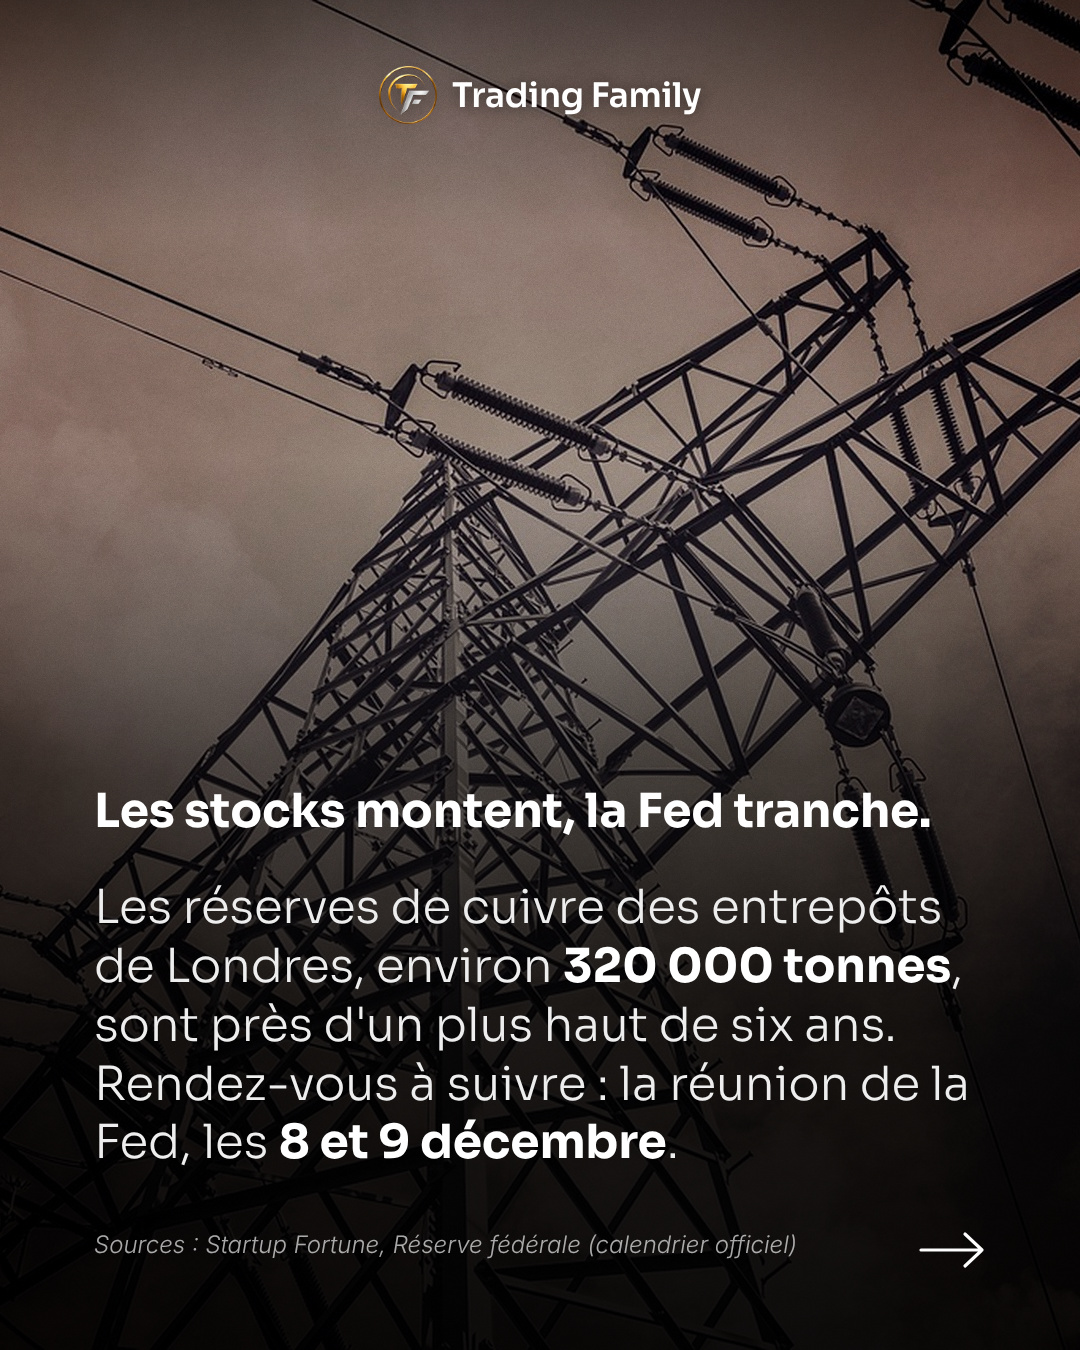 Trading Family
Les stocks montent, la Fed tranche.
Les réserves de cuivre des entrepôts
de Londres, environ 320 000 tonnes,
sont près d'un plus haut de six ans.
Rendez-vous à suivre : la réunion de la
Fed, les 8 et 9 décembre.
Sources : Startup Fortune, Réserve fédérale (calendrier officiel)